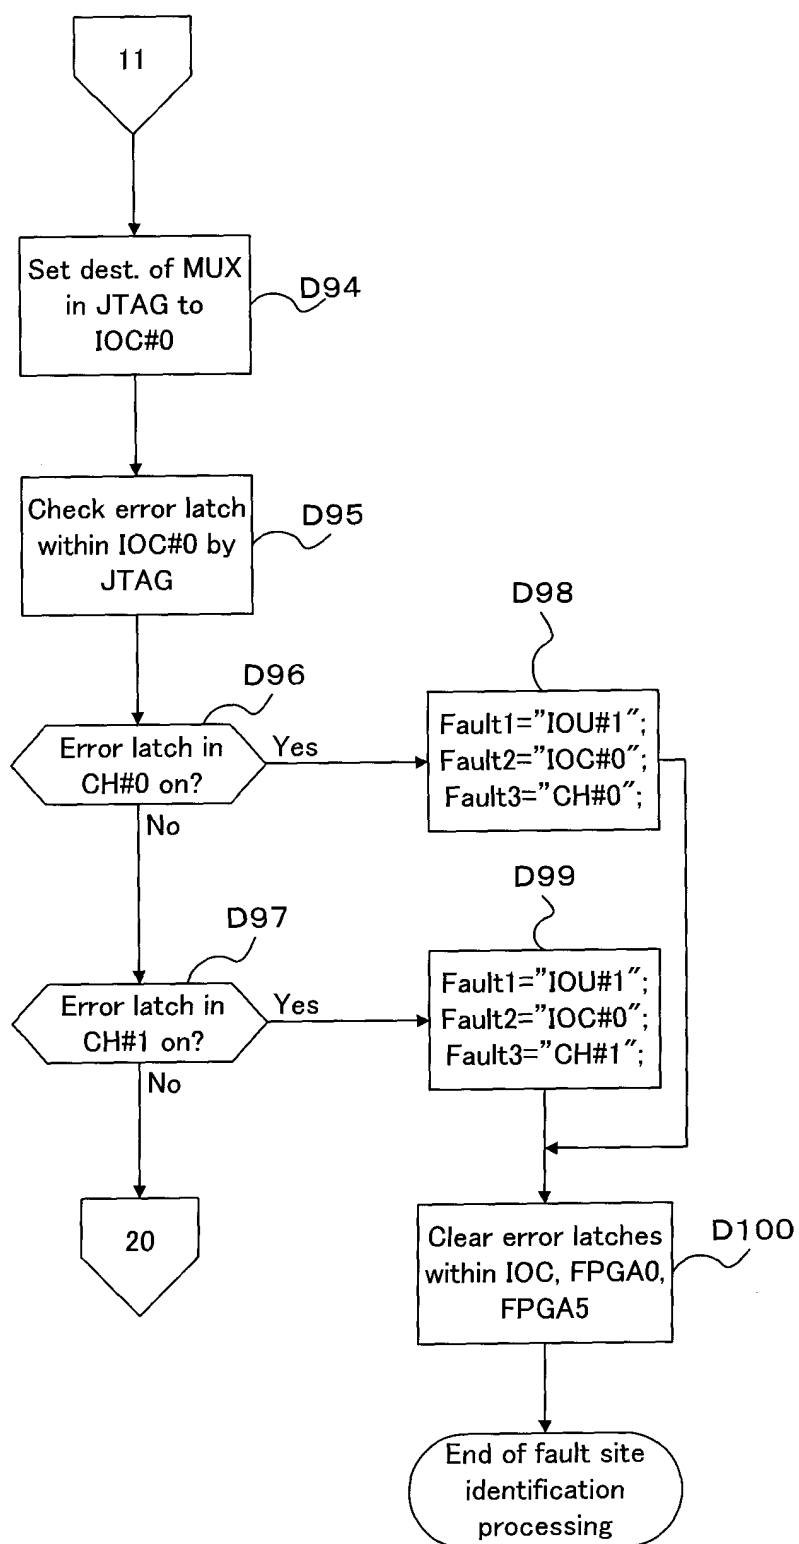 11
Set dest. of MUX
in JTAG to
IOC#0
D94
Check error latch
within IOC#0 by
JTAG
D95
D96
Error latch in
CH#0 on?
Yes
No
D98
Fault1="IOU#1";
Fault2="IOC#0";
Fault3="CH#0";
D97
Error latch in
CH#1 on?
Yes
No
D99
Fault1="IOU#1";
Fault2="IOC#0";
Fault3="CH#1";
20
Clear error latches
within IOC, FPGA0,
FPGA5
D100
End of fault site
identification
processing